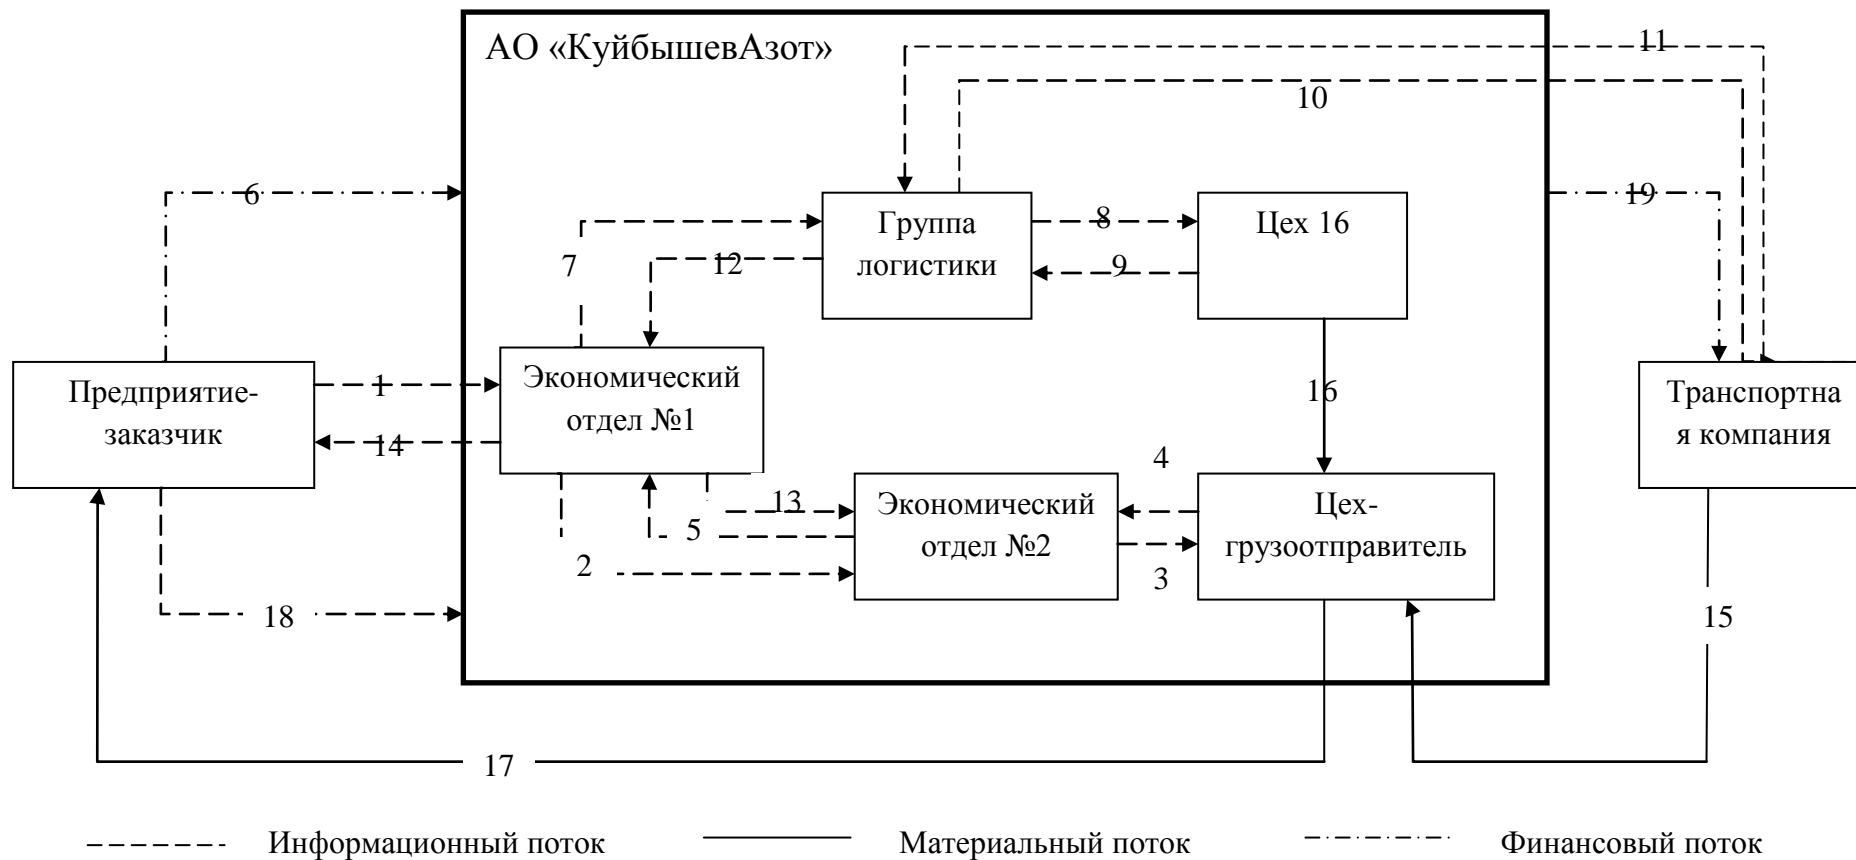 АО «КуйбышевАзот»
11
10
6
19
Группа
логистики
8
Цех 16
7
12
9
Предприятие-
заказчик
1
14
Экономический
отдел №1
16
Транспортна
я компания
4
13
5
2
Экономический
отдел №2
3
Цех-
грузоотправитель
18
15
17
Информационный поток
Материальный поток
Финансовый поток